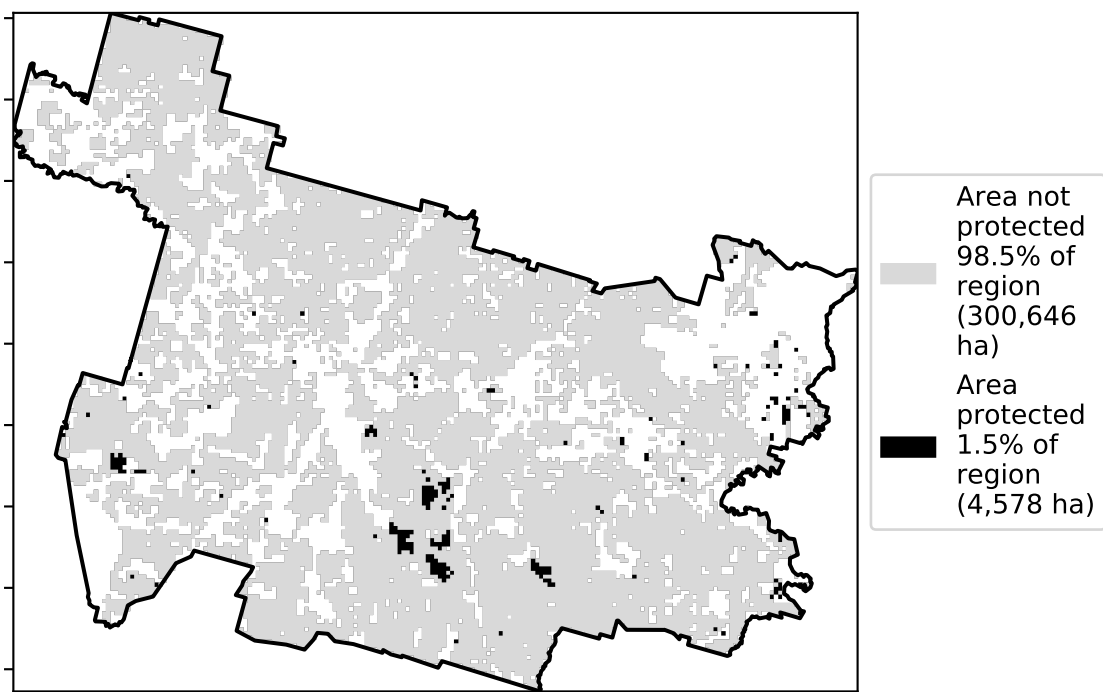 Area not
protected
98.5% of
region
(300,646
ha)
Area
protected
1.5% of
region
(4,578 ha)